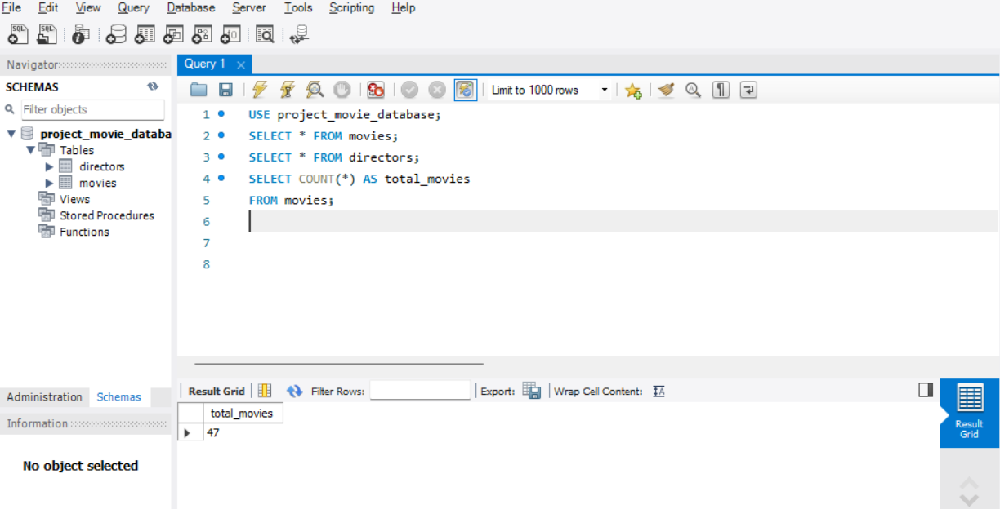 File Edit View Query Database Server Tools Scripting Help
SQL SQL
Navigator
Query 1
SCHEMAS
Limit to 1000 rows
Filter objects
1 USE project_movie_database;
project_movie_databa
2 SELECT * FROM movies;
Tables
3 SELECT * FROM directors;
directors
4 SELECT COUNT(*) AS total_movies
movies
5 FROM movies;
Views
Stored Procedures
6
Functions
7
8
Administration Schemas
Result Grid Filter Rows: Export: Wrap Cell Content:
Information
total_movies
47
Result
Grid
No object selected